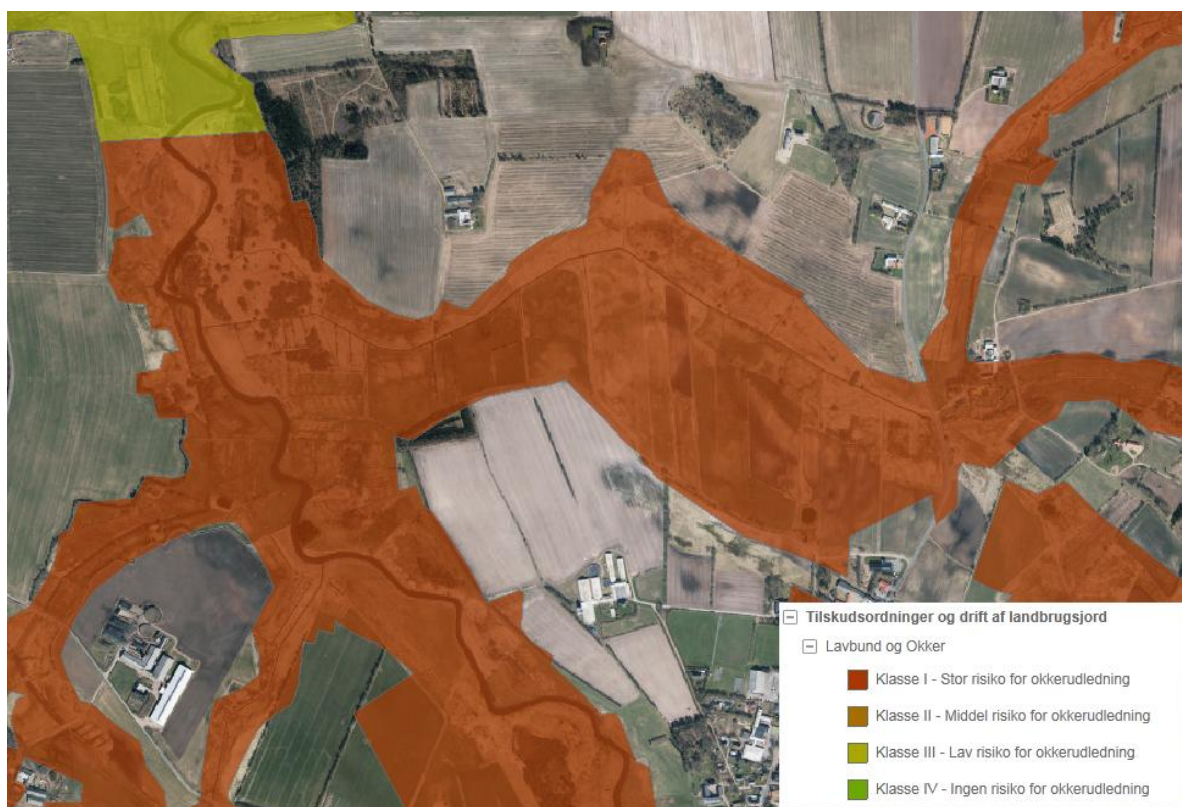 Tilskudsordninger og drift af landbrugsjord
Lavbund og Okker
Klasse I - Stor risiko for okkerudledning
Klasse II - Middel risiko for okkerudledning
Klasse III - Lav risiko for okkerudledning
Klasse IV - Ingen risiko for okkerudledning